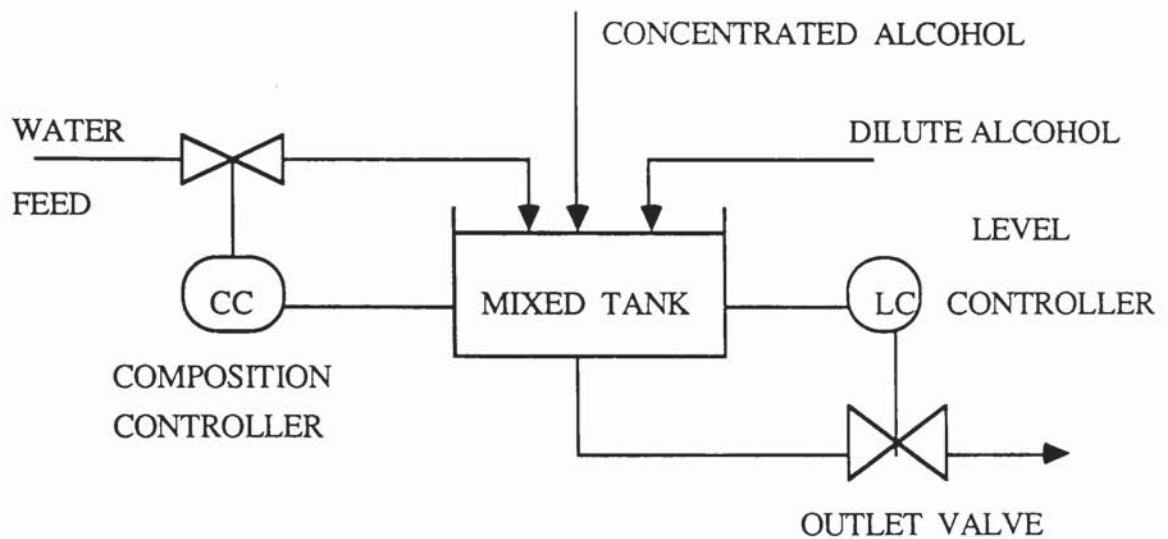 CONCENTRATED ALCOHOL
WATER
DILUTE ALCOHOL
FEED
LEVEL
CC
MIXED TANK
LC
CONTROLLER
COMPOSITION
CONTROLLER
OUTLET VALVE